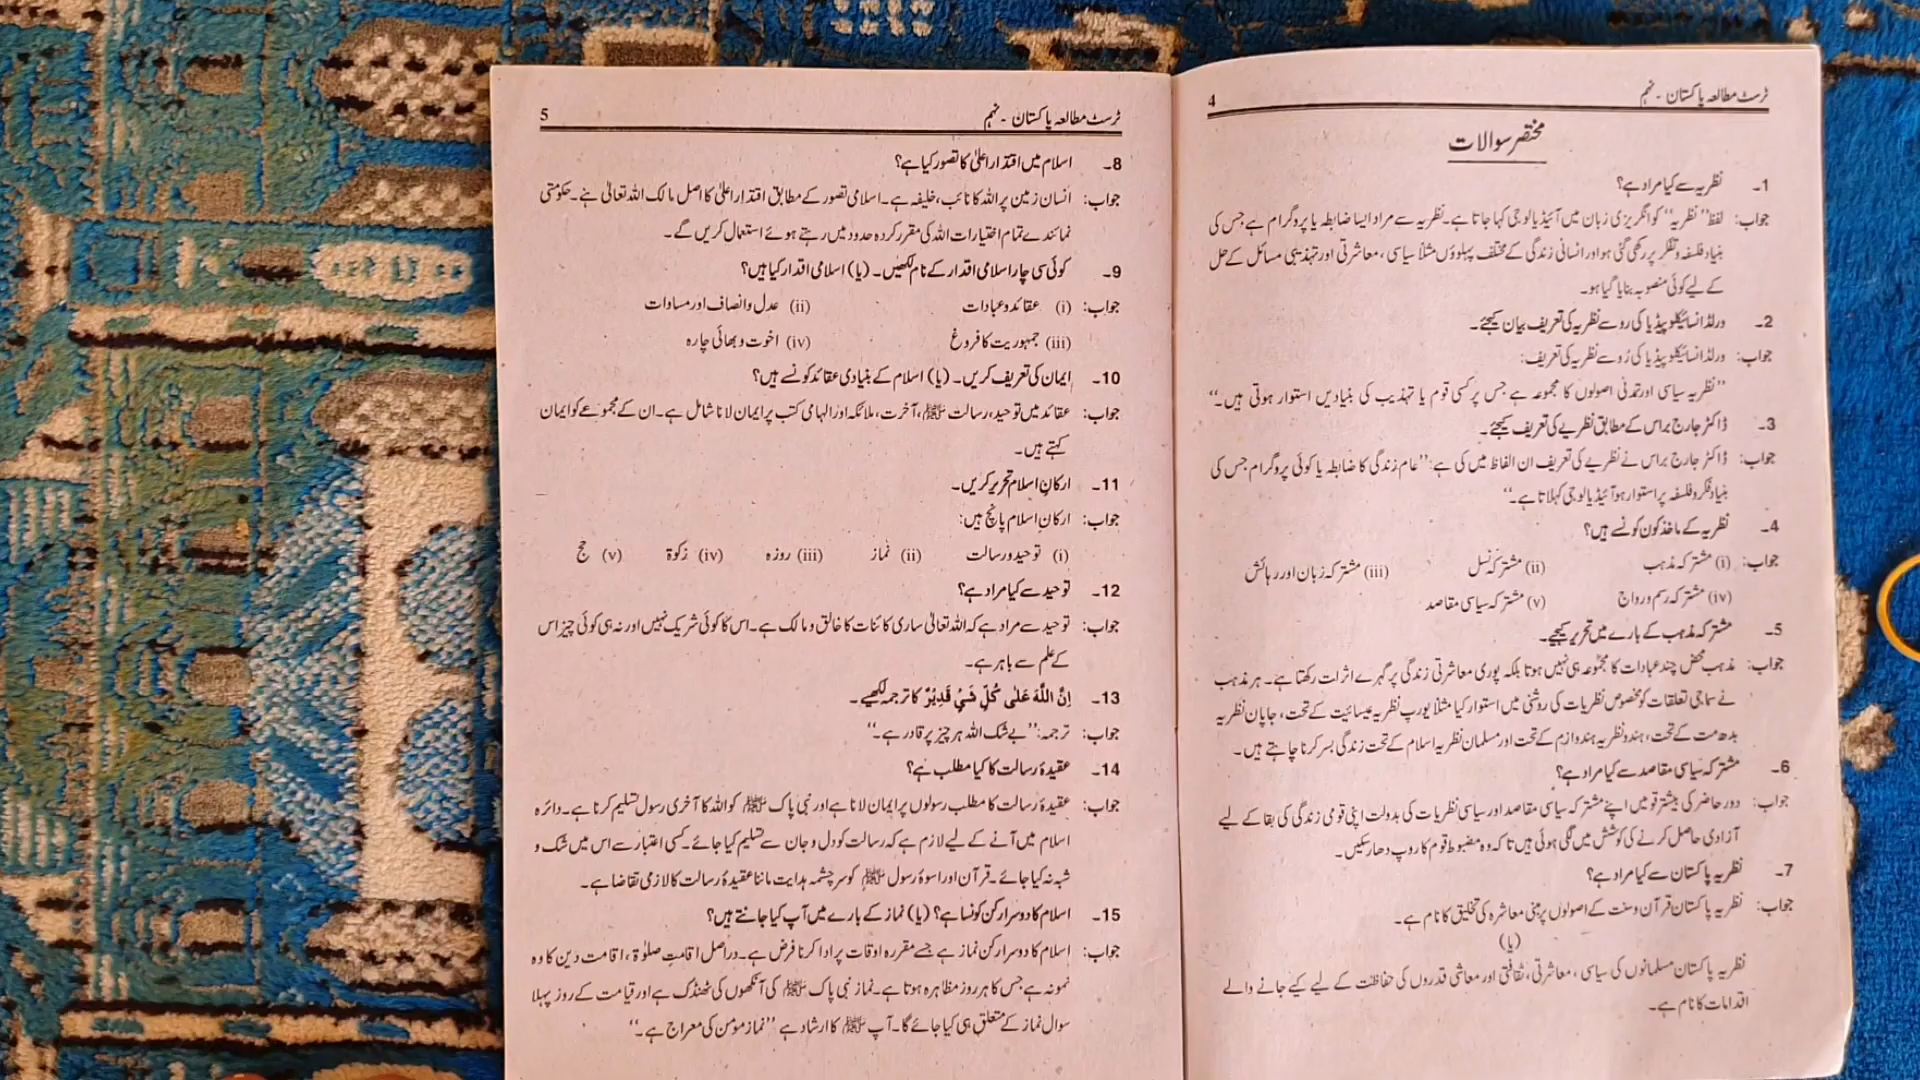 ٹرسٹ مطالعہ پاکستان - نہم
4
مختصر سوالات
1۔ نظریہ سے کیا مراد ہے؟
جواب: لفظ ”نظریہ“ کو انگریزی زبان میں آئیڈیالوجی کہا جاتا ہے۔ نظریہ سے مراد ایسا ضابطہ یا پروگرام ہے جس کی
بنیاد فلسفہ و تفکر پر رکھی گئی ہو اور انسانی زندگی کے مختلف پہلوؤں مثلاً سیاسی، معاشرتی اور تہذیبی مسائل کے حل
کے لیے کوئی منصوبہ بنایا گیا ہو۔
2۔ ورلڈ انسائیکلوپیڈیا کی رو سے نظریہ کی تعریف بیان کیجئے۔
جواب: ورلڈ انسائیکلوپیڈیا کی رُو سے نظریہ کی تعریف:
”نظریہ سیاسی اور تمدنی اصولوں کا مجموعہ ہے جس پر کسی قوم یا تہذیب کی بنیادیں استوار ہوتی ہیں۔“
3۔ ڈاکٹر جارج براس کے مطابق نظریے کی تعریف کیجئے۔
جواب: ڈاکٹر جارج براس نے نظریے کی تعریف ان الفاظ میں کی ہے: ”عام زندگی کا ضابطہ یا کوئی پروگرام جس کی
بنیاد فکر و فلسفہ پر استوار ہو آئیڈیالوجی کہلاتا ہے۔“
4۔ نظریہ کے ماخذ کون کونسے ہیں؟
جواب: (i) مشترکہ مذہب (ii) مشترکہ نسل (iii) مشترکہ زبان اور رہائش
(iv) مشترکہ رسم و رواج (v) مشترکہ سیاسی مقاصد
5۔ مشترکہ مذہب کے بارے میں تحریر کیجیے۔
جواب: مذہب محض چند عبادات کا مجموعہ ہی نہیں ہوتا بلکہ پوری معاشرتی زندگی پر گہرے اثرات رکھتا ہے۔ ہر مذہب
نے سماجی تعلقات کو مخصوص نظریات کی روشنی میں استوار کیا مثلاً یورپ نظریہ عیسائیت کے تحت، جاپان نظریہ
بدھ مت کے تحت، ہندو نظریہ ہندوازم کے تحت اور مسلمان نظریہ اسلام کے تحت زندگی بسر کرنا چاہتے ہیں۔
6۔ مشترکہ سیاسی مقاصد سے کیا مراد ہے؟
جواب: دور حاضر کی بیشتر قومیں اپنے مشترکہ سیاسی مقاصد اور سیاسی نظریات کی بدولت اپنی قومی زندگی کی بقا کے لیے
آزادی حاصل کرنے کی کوشش میں لگی ہوئی ہیں تاکہ وہ مضبوط قوم کا روپ دھار سکیں۔
7۔ نظریہ پاکستان سے کیا مراد ہے؟
جواب: نظریہ پاکستان قرآن و سنت کے اصولوں پر مبنی معاشرہ کی تخلیق کا نام ہے۔
(یا)
نظریہ پاکستان مسلمانوں کی سیاسی، معاشرتی، ثقافتی اور معاشی قدروں کی حفاظت کے لیے کیے جانے والے
اقدامات کا نام ہے۔
ٹرسٹ مطالعہ پاکستان - نہم
5
8۔ اسلام میں اقتدار اعلیٰ کا تصور کیا ہے؟
جواب: انسان زمین پر اللہ کا نائب، خلیفہ ہے۔ اسلامی تصور کے مطابق اقتدار اعلیٰ کا اصل مالک اللہ تعالیٰ ہے۔ حکومتی
نمائندے تمام اختیارات اللہ کی مقرر کردہ حدود میں رہتے ہوئے استعمال کریں گے۔
9۔ کوئی سی چار اسلامی اقدار کے نام لکھیں۔ (یا) اسلامی اقدار کیا ہیں؟
جواب: (i) عقائد و عبادات (ii) عدل و انصاف اور مساوات
(iii) جمہوریت کا فروغ (iv) اخوت و بھائی چارہ
10۔ ایمان کی تعریف کریں۔ (یا) اسلام کے بنیادی عقائد کونسے ہیں؟
جواب: عقائد میں توحید، رسالت ﷺ، آخرت، ملائکہ اور الہامی کتب پر ایمان لانا شامل ہے۔ ان کے مجموعے کو ایمان
کہتے ہیں۔
11۔ ارکانِ اسلام تحریر کریں۔
جواب: ارکانِ اسلام پانچ ہیں:
(i) توحید و رسالت (ii) نماز (iii) روزہ (iv) زکوٰۃ (v) حج
12۔ توحید سے کیا مراد ہے؟
جواب: توحید سے مراد ہے کہ اللہ تعالیٰ ساری کائنات کا خالق و مالک ہے۔ اس کا کوئی شریک نہیں اور نہ ہی کوئی چیز اس
کے علم سے باہر ہے۔
13۔ اِنَّ اللّٰهَ عَلٰى كُلِّ شَيْءٍ قَدِيْرٌ کا ترجمہ لکھیے۔
جواب: ترجمہ: ”بے شک اللہ ہر چیز پر قادر ہے۔“
14۔ عقیدۂ رسالت کا کیا مطلب ہے؟
جواب: عقیدۂ رسالت کا مطلب رسولوں پر ایمان لانا ہے اور نبی پاک ﷺ کو اللہ کا آخری رسول تسلیم کرنا ہے۔ دائرہ
اسلام میں آنے کے لیے لازم ہے کہ رسالت کو دل و جان سے تسلیم کیا جائے۔ کسی اعتبار سے اس میں شک و
شبہ نہ کیا جائے۔ قرآن اور اسوۂ رسول ﷺ کو سرچشمہ ہدایت ماننا عقیدۂ رسالت کا لازمی تقاضا ہے۔
15۔ اسلام کا دوسرا رکن کونسا ہے؟ (یا) نماز کے بارے میں آپ کیا جانتے ہیں؟
جواب: اسلام کا دوسرا رکن نماز ہے جسے مقررہ اوقات پر ادا کرنا فرض ہے۔ دراصل اقامتِ صلوٰۃ، اقامت دین کا وہ
نمونہ ہے جس کا ہر روز مظاہرہ ہوتا ہے۔ نماز نبی پاک ﷺ کی آنکھوں کی ٹھنڈک ہے اور قیامت کے روز پہلا
سوال نماز کے متعلق ہی کیا جائے گا۔ آپ ﷺ کا ارشاد ہے ”نماز مومن کی معراج ہے۔“